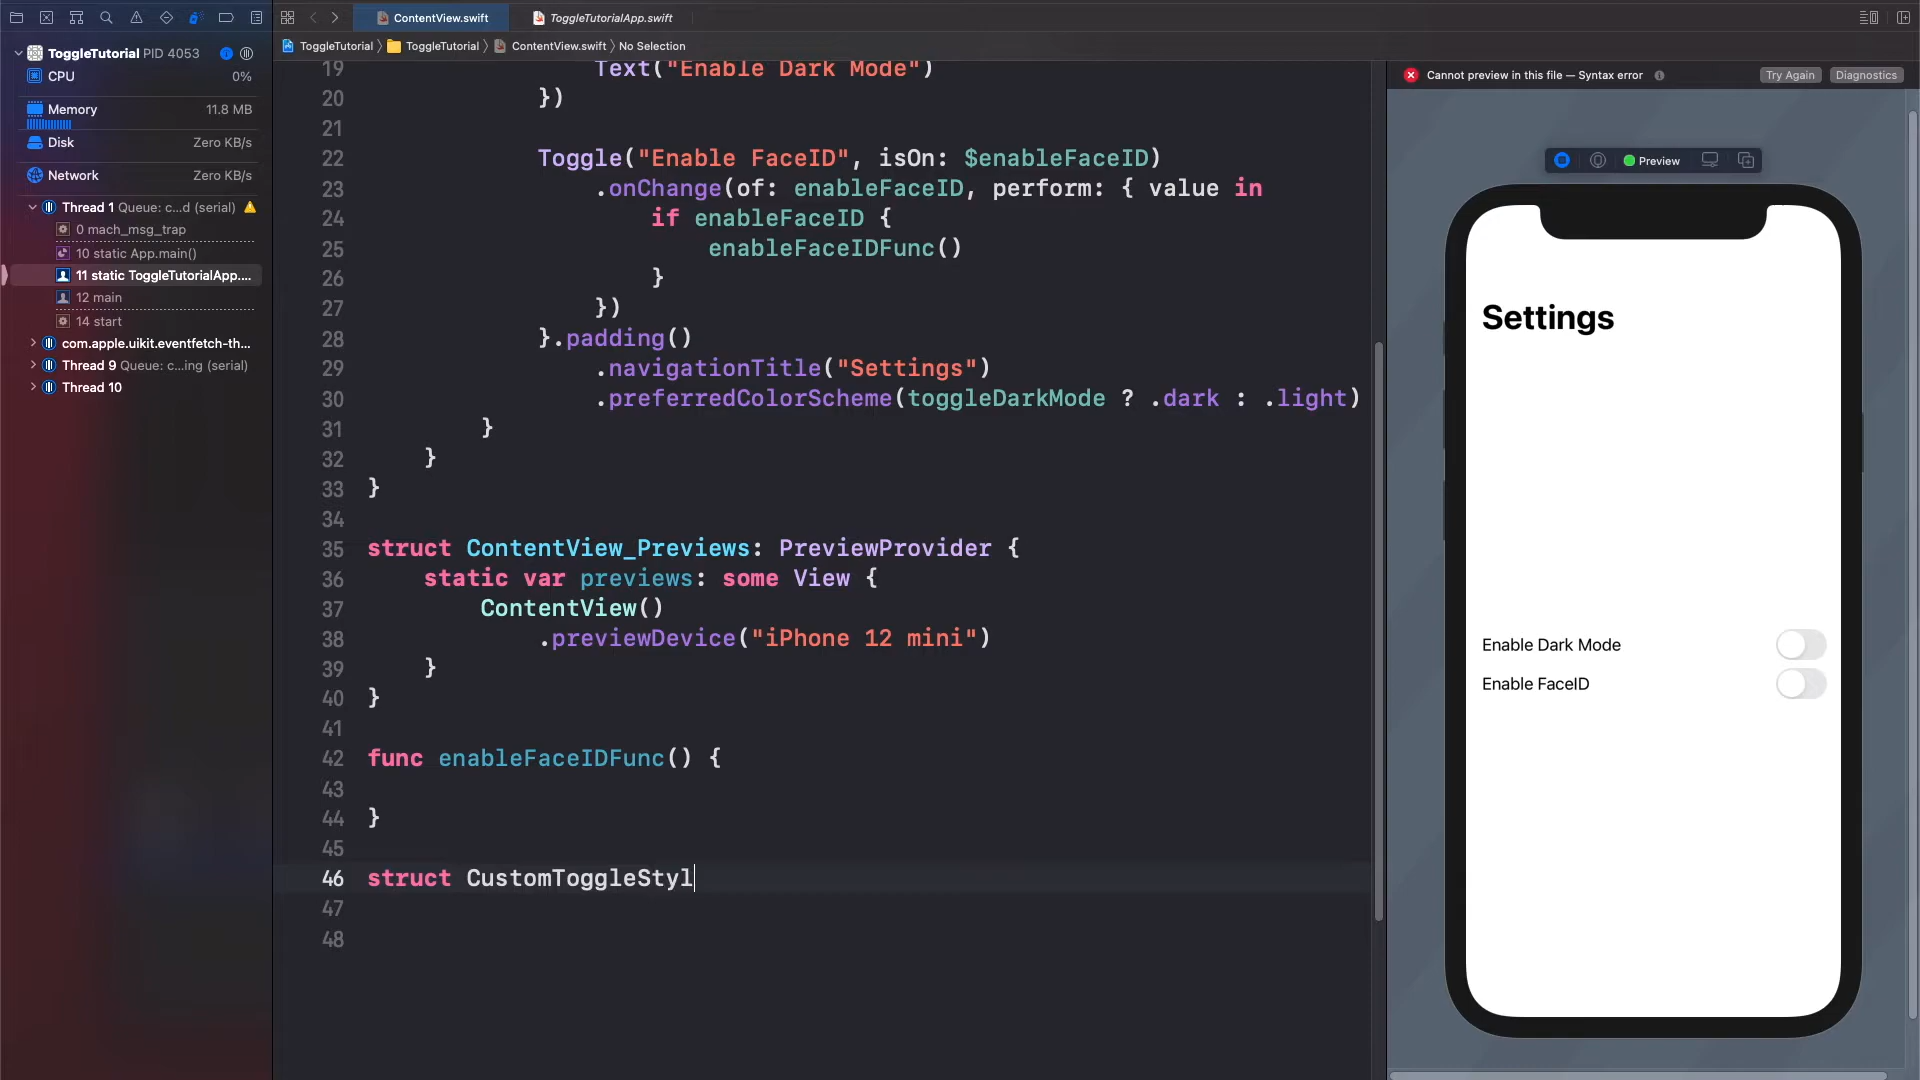 ContentView.swift
ToggleTutorialApp.swift
ToggleTutorial PID 4053
CPU 0%
Memory 11.8 MB
Disk Zero KB/s
Network Zero KB/s
Thread 1 Queue: c...d (serial)
0 mach_msg_trap
10 static App.main()
11 static ToggleTutorialApp....
12 main
14 start
com.apple.uikit.eventfetch-th...
Thread 9 Queue: c...ing (serial)
Thread 10
ToggleTutorial ToggleTutorial ContentView.swift No Selection
19 Text("Enable Dark Mode")
20 })
21
22 Toggle("Enable FaceID", isOn: $enableFaceID)
23 .onChange(of: enableFaceID, perform: { value in
24 if enableFaceID {
25 enableFaceIDFunc()
26 }
27 })
28 }.padding()
29 .navigationTitle("Settings")
30 .preferredColorScheme(toggleDarkMode ? .dark : .light)
31 }
32 }
33 }
34
35 struct ContentView_Previews: PreviewProvider {
36 static var previews: some View {
37 ContentView()
38 .previewDevice("iPhone 12 mini")
39 }
40 }
41
42 func enableFaceIDFunc() {
43
44 }
45
46 struct CustomToggleStyl
47
48
Cannot preview in this file — Syntax error
Try Again
Diagnostics
Preview
Settings
Enable Dark Mode
Enable FaceID